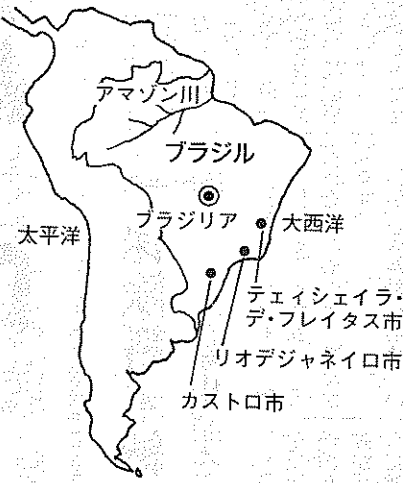 アマゾン川
ブラジル
ブラジリア
太平洋
大西洋
テェイシェイラ・
デ・フレイタス市
リオデジャネイロ市
カストロ市